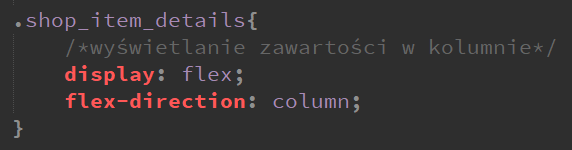 .shop_item_details{
/*wyświetlanie zawartości w kolumnie*/
display: flex;
flex-direction: column;
}